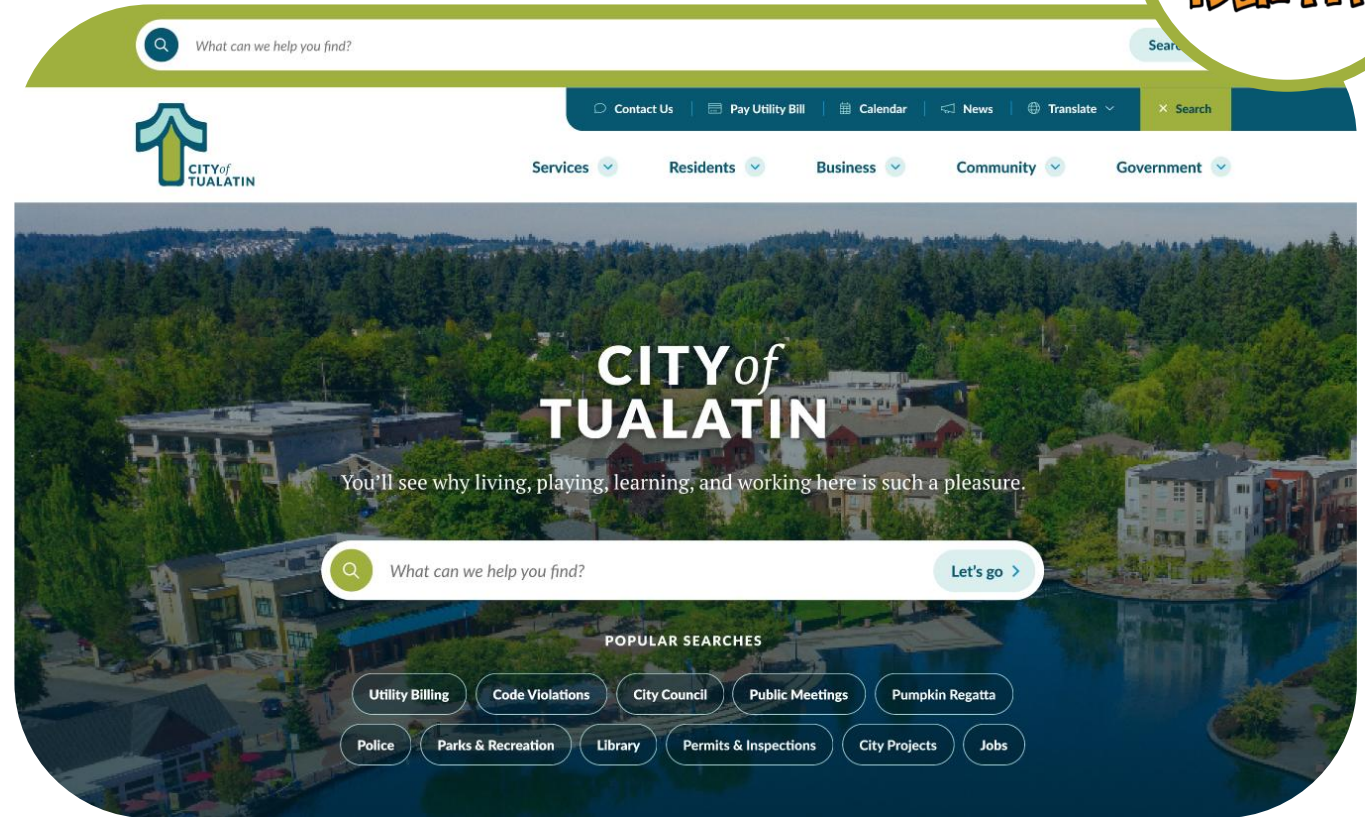 What can we help you find?
Contact Us
Pay Utility Bill
Calendar
News
Translate
Search
CITY of
TUALATIN
Services
Residents
Business
Community
Government
CITY of
TUALATIN
You'll see why living, playing, learning, and working here is such a pleasure.
What can we help you find?
Let's go
POPULAR SEARCHES
Utility Billing
Code Violations
City Council
Public Meetings
Pumpkin Regatta
Police
Parks & Recreation
Library
Permits & Inspections
City Projects
Jobs